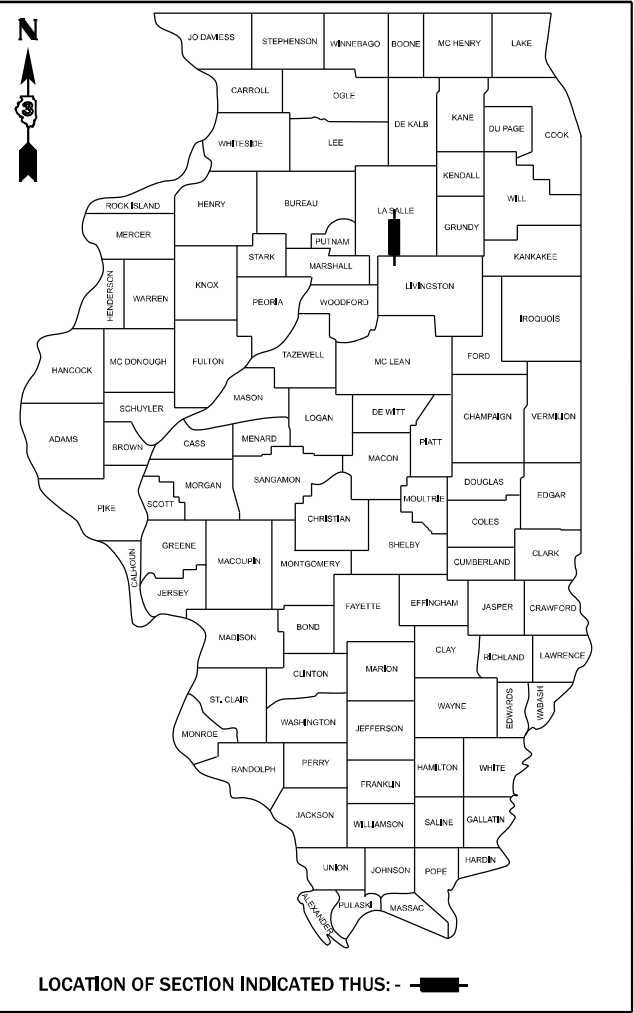 N
3
JO DAVIESS
STEPHENSON
WINNEBAGO
BOONE
MC HENRY
LAKE
CARROLL
OGLE
DE KALB
KANE
DU PAGE
COOK
WHITESIDE
LEE
KENDALL
WILL
ROCK ISLAND
HENRY
BUREAU
LA SALLE
GRUNDY
MERCER
PUTNAM
STARK
MARSHALL
KANKAKEE
HENDERSON
WARREN
KNOX
PEORIA
WOODFORD
LIVINGSTON
IROQUOIS
HANCOCK
MC DONOUGH
FULTON
TAZEWELL
MC LEAN
FORD
SCHUYLER
MASON
LOGAN
DE WITT
CHAMPAIGN
VERMILION
ADAMS
BROWN
CASS
MENARD
MACON
PIATT
PIKE
SCOTT
MORGAN
SANGAMON
CHRISTIAN
MOULTRIE
DOUGLAS
EDGAR
COLES
CALHOUN
GREENE
MACOUPIN
MONTGOMERY
SHELBY
CUMBERLAND
CLARK
JERSEY
FAYETTE
EFFINGHAM
JASPER
CRAWFORD
MADISON
BOND
CLAY
RICHLAND
LAWRENCE
CLINTON
MARION
ST. CLAIR
WASHINGTON
WAYNE
EDWARDS
WABASH
MONROE
JEFFERSON
RANDOLPH
PERRY
HAMILTON
WHITE
FRANKLIN
JACKSON
WILLIAMSON
SALINE
GALLATIN
UNION
JOHNSON
POPE
HARDIN
ALEXANDER
PULASKI
MASSAC
LOCATION OF SECTION INDICATED THUS: -